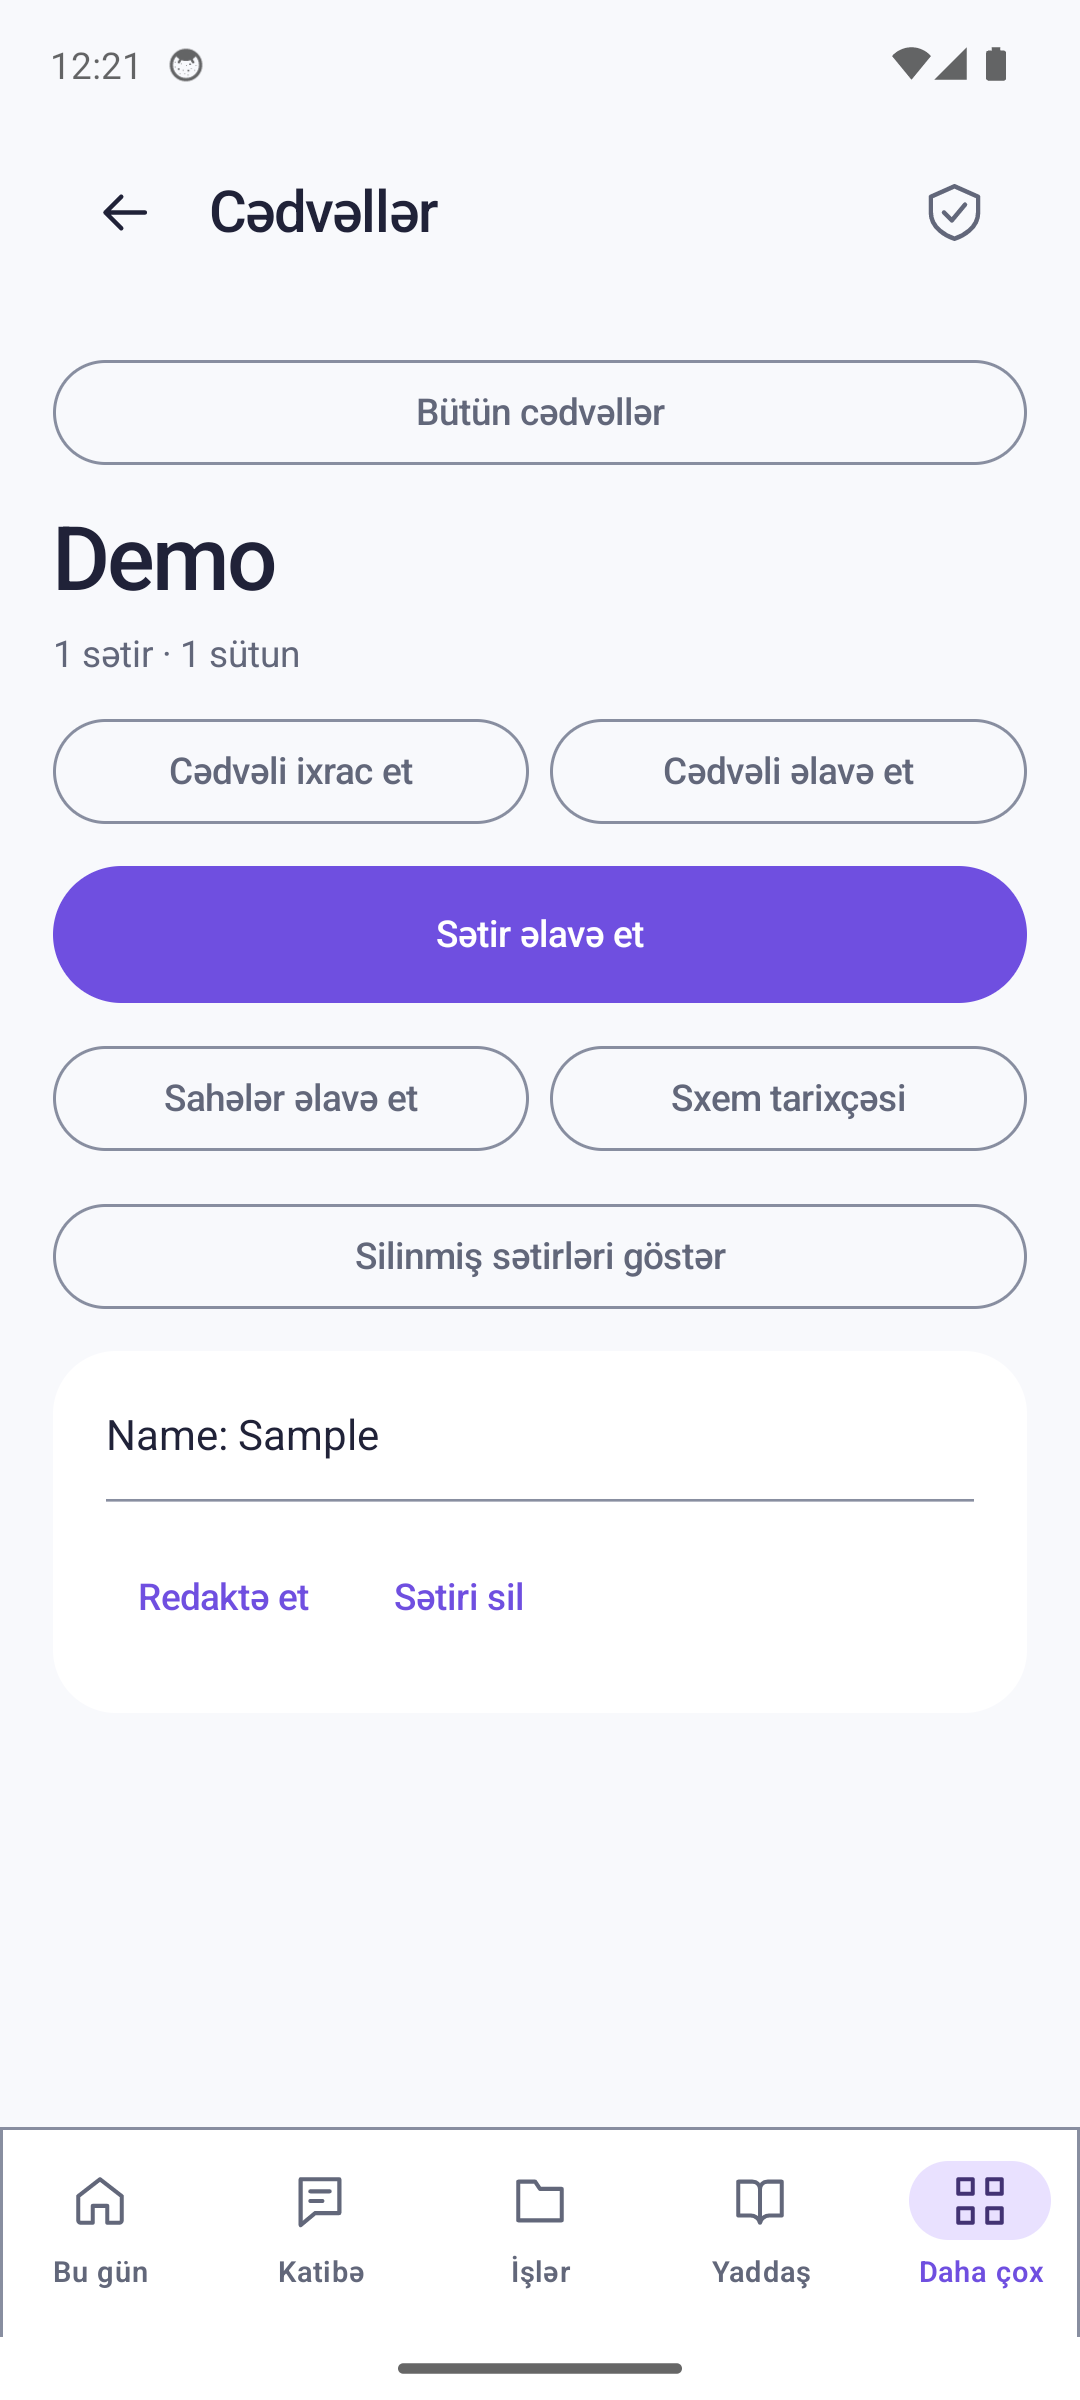 12:21
Cədvəllər
Bütün cədvəllər
Demo
1 sətir · 1 sütun
Cədvəli ixrac et
Cədvəli əlavə et
Sətir əlavə et
Sahələr əlavə et
Sxem tarixçəsi
Silinmiş sətirləri göstər
Name: Sample
Redaktə et
Sətiri sil
Bu gün
Katibə
İşlər
Yaddaş
Daha çox